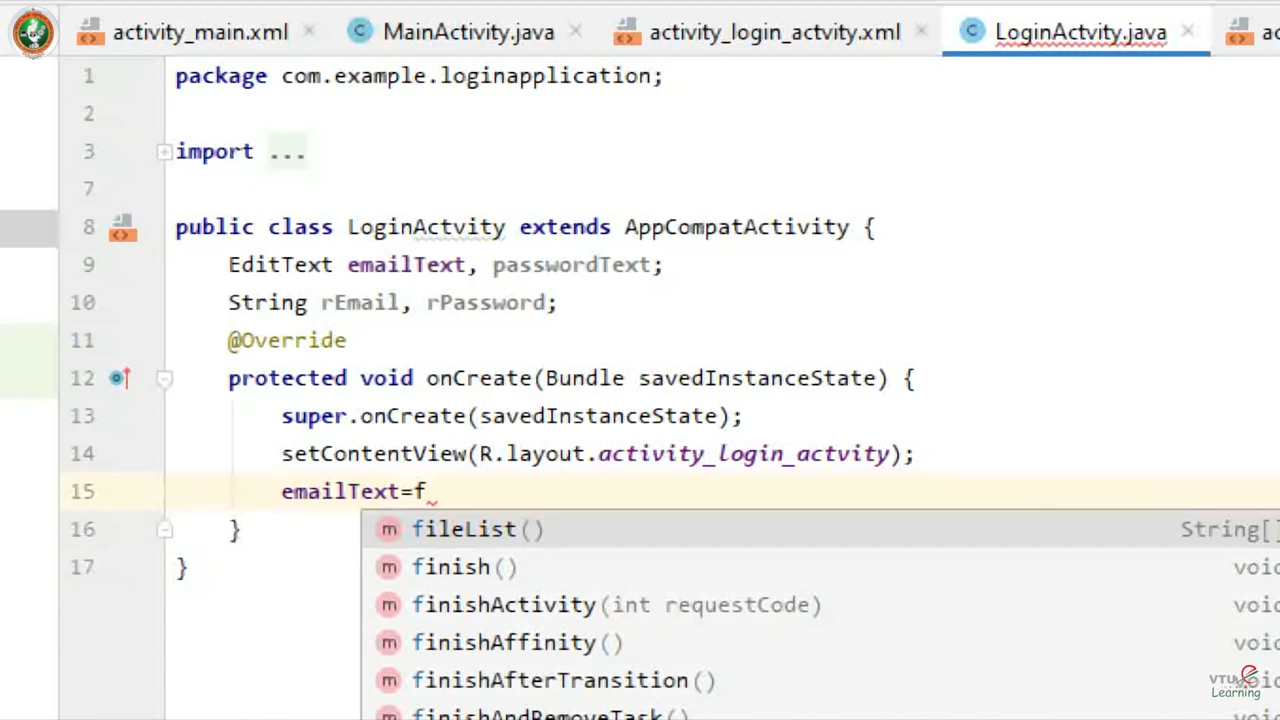 activity_main.xml MainActivity.java activity_login_actvity.xml LoginActvity.java
1 package com.example.loginapplication;
2
3 import ...
7
8 public class LoginActvity extends AppCompatActivity {
9 EditText emailText, passwordText;
10 String rEmail, rPassword;
11 @Override
12 protected void onCreate(Bundle savedInstanceState) {
13 super.onCreate(savedInstanceState);
14 setContentView(R.layout.activity_login_actvity);
15 emailText=f
16 }
17 }
m fileList() String[]
m finish()
m finishActivity(int requestCode)
m finishAffinity()
m finishAfterTransition()
m finishAndRemoveTask()
VTU e
Learning